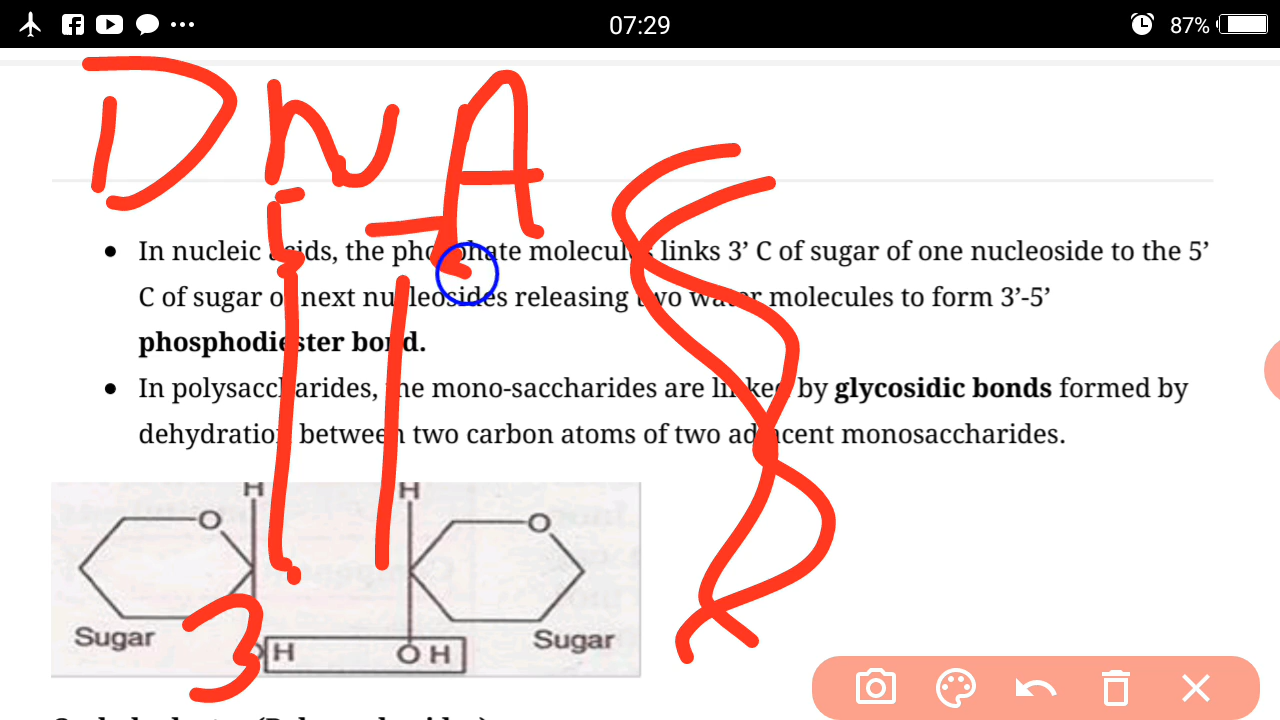 07:29
87%
DNA
• In nucleic acids, the phosphate molecules links 3’ C of sugar of one nucleoside to the 5’
C of sugar of next nucleosides releasing two water molecules to form 3’-5’
phosphodiester bond.
• In polysaccharides, the mono-saccharides are linked by glycosidic bonds formed by
dehydration between two carbon atoms of two adjacent monosaccharides.
H H
O O
Sugar Sugar
3 OH OH